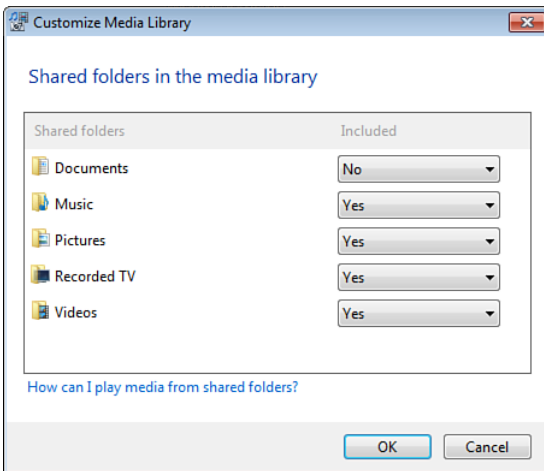 Customize Media Library
Shared folders in the media library
Shared folders Included
Documents No
Music Yes
Pictures Yes
Recorded TV Yes
Videos Yes
How can I play media from shared folders?
OK Cancel